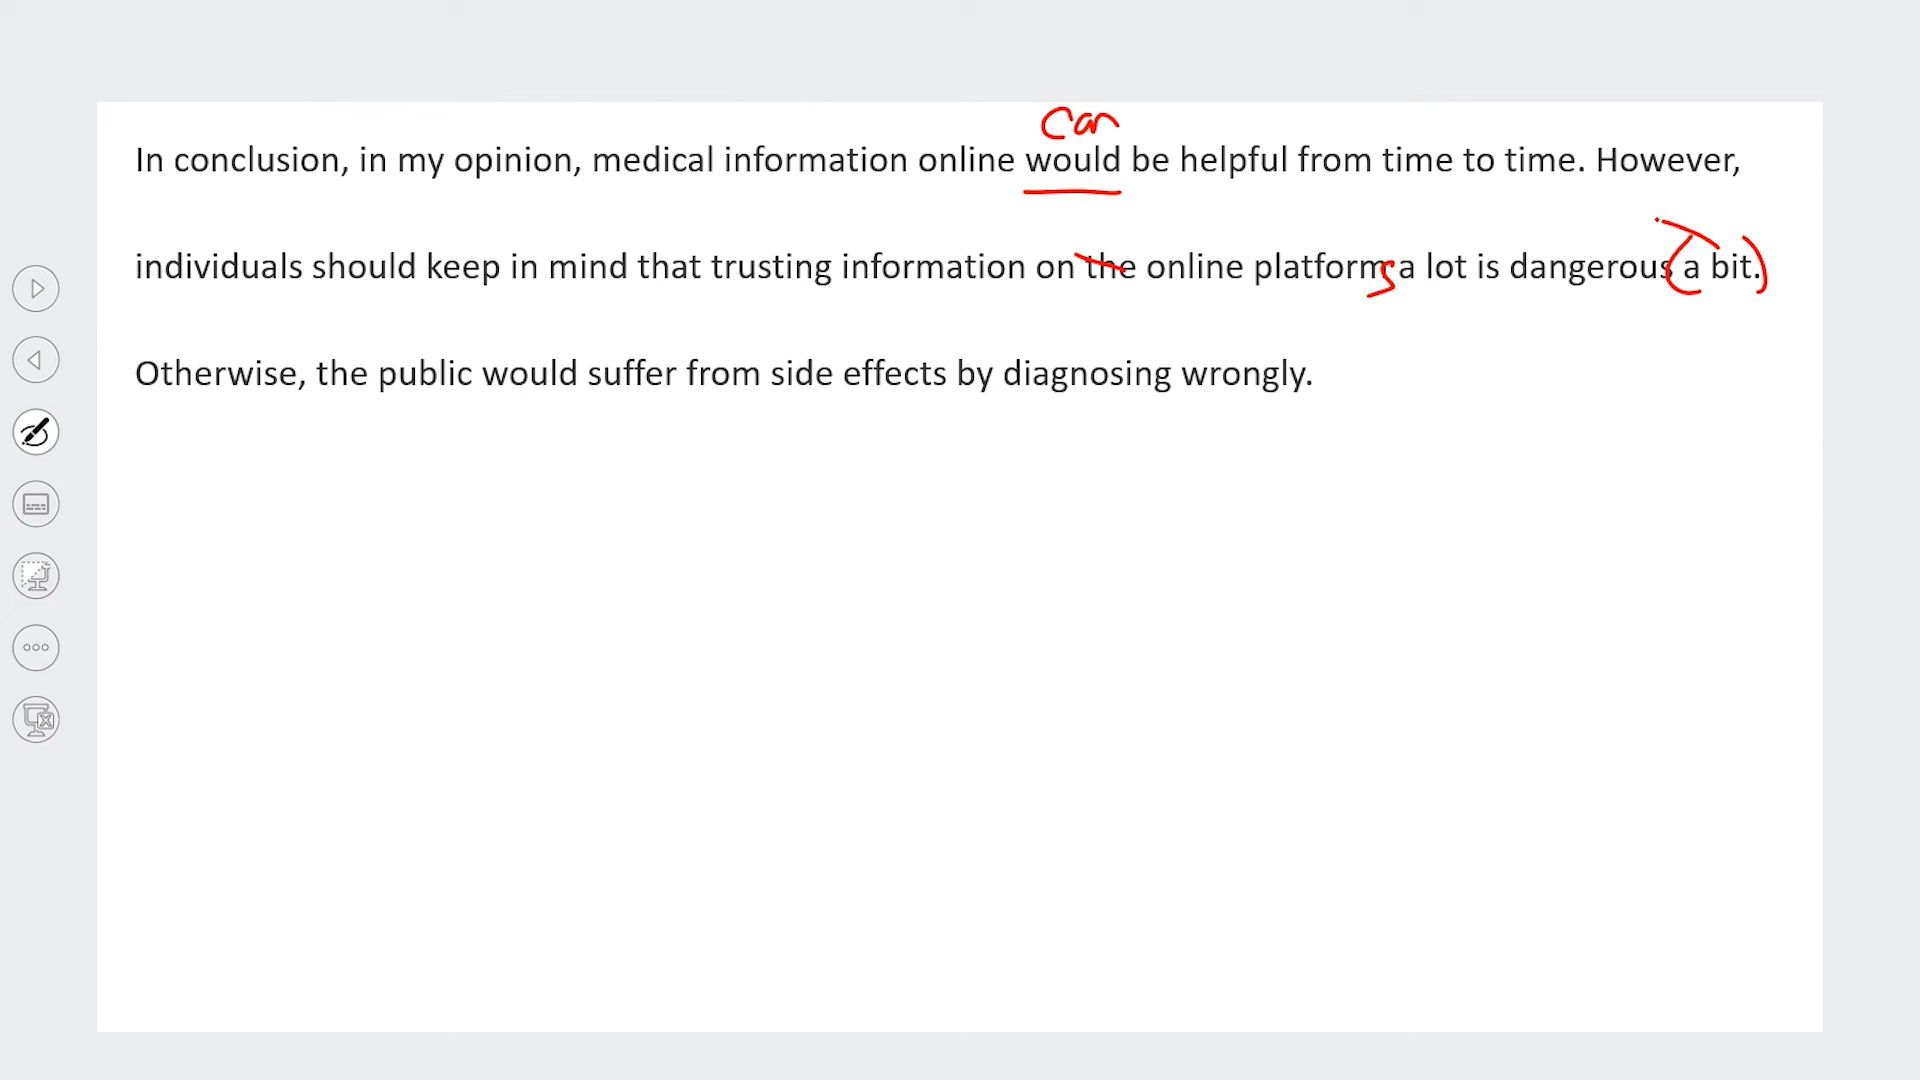 can
In conclusion, in my opinion, medical information online would be helpful from time to time. However,
individuals should keep in mind that trusting information on the online platforms a lot is dangerous (a bit.)
Otherwise, the public would suffer from side effects by diagnosing wrongly.